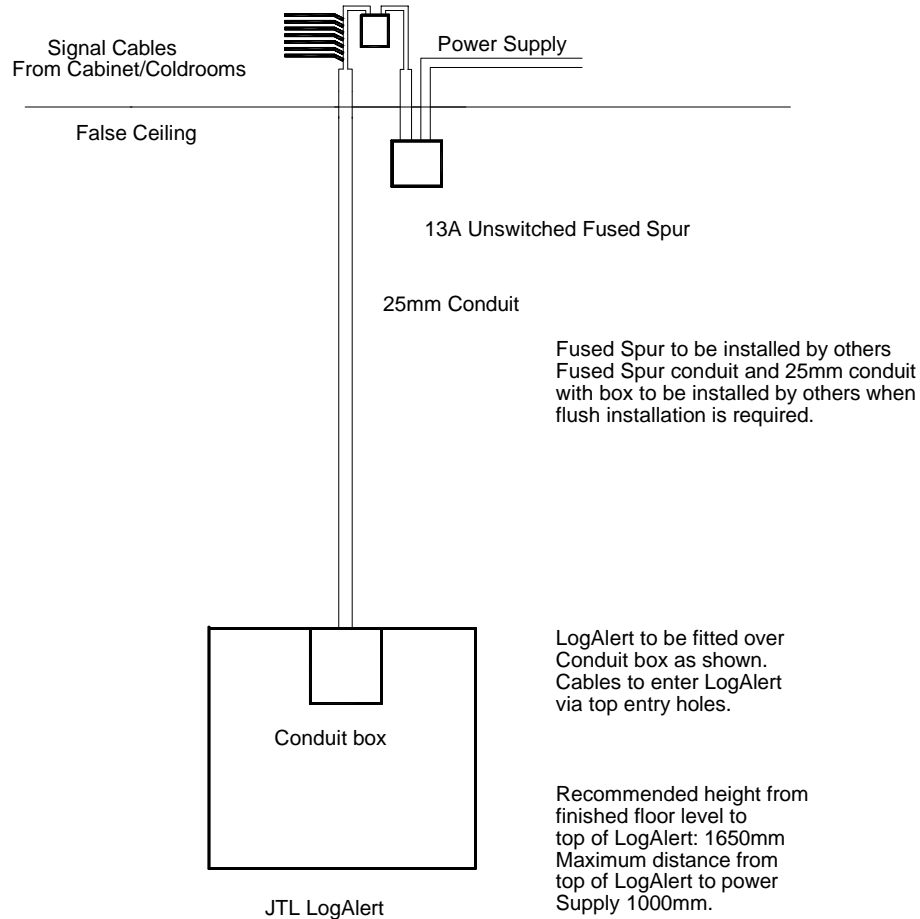 Signal Cables
From Cabinet/Coldrooms
Power Supply
False Ceiling
13A Unswitched Fused Spur
25mm Conduit
Fused Spur to be installed by others
Fused Spur conduit and 25mm conduit
with box to be installed by others when
flush installation is required.
LogAlert to be fitted over
Conduit box as shown.
Cables to enter LogAlert
via top entry holes.
Conduit box
Recommended height from
finished floor level to
top of LogAlert: 1650mm
Maximum distance from
top of LogAlert to power
Supply 1000mm.
JTL LogAlert